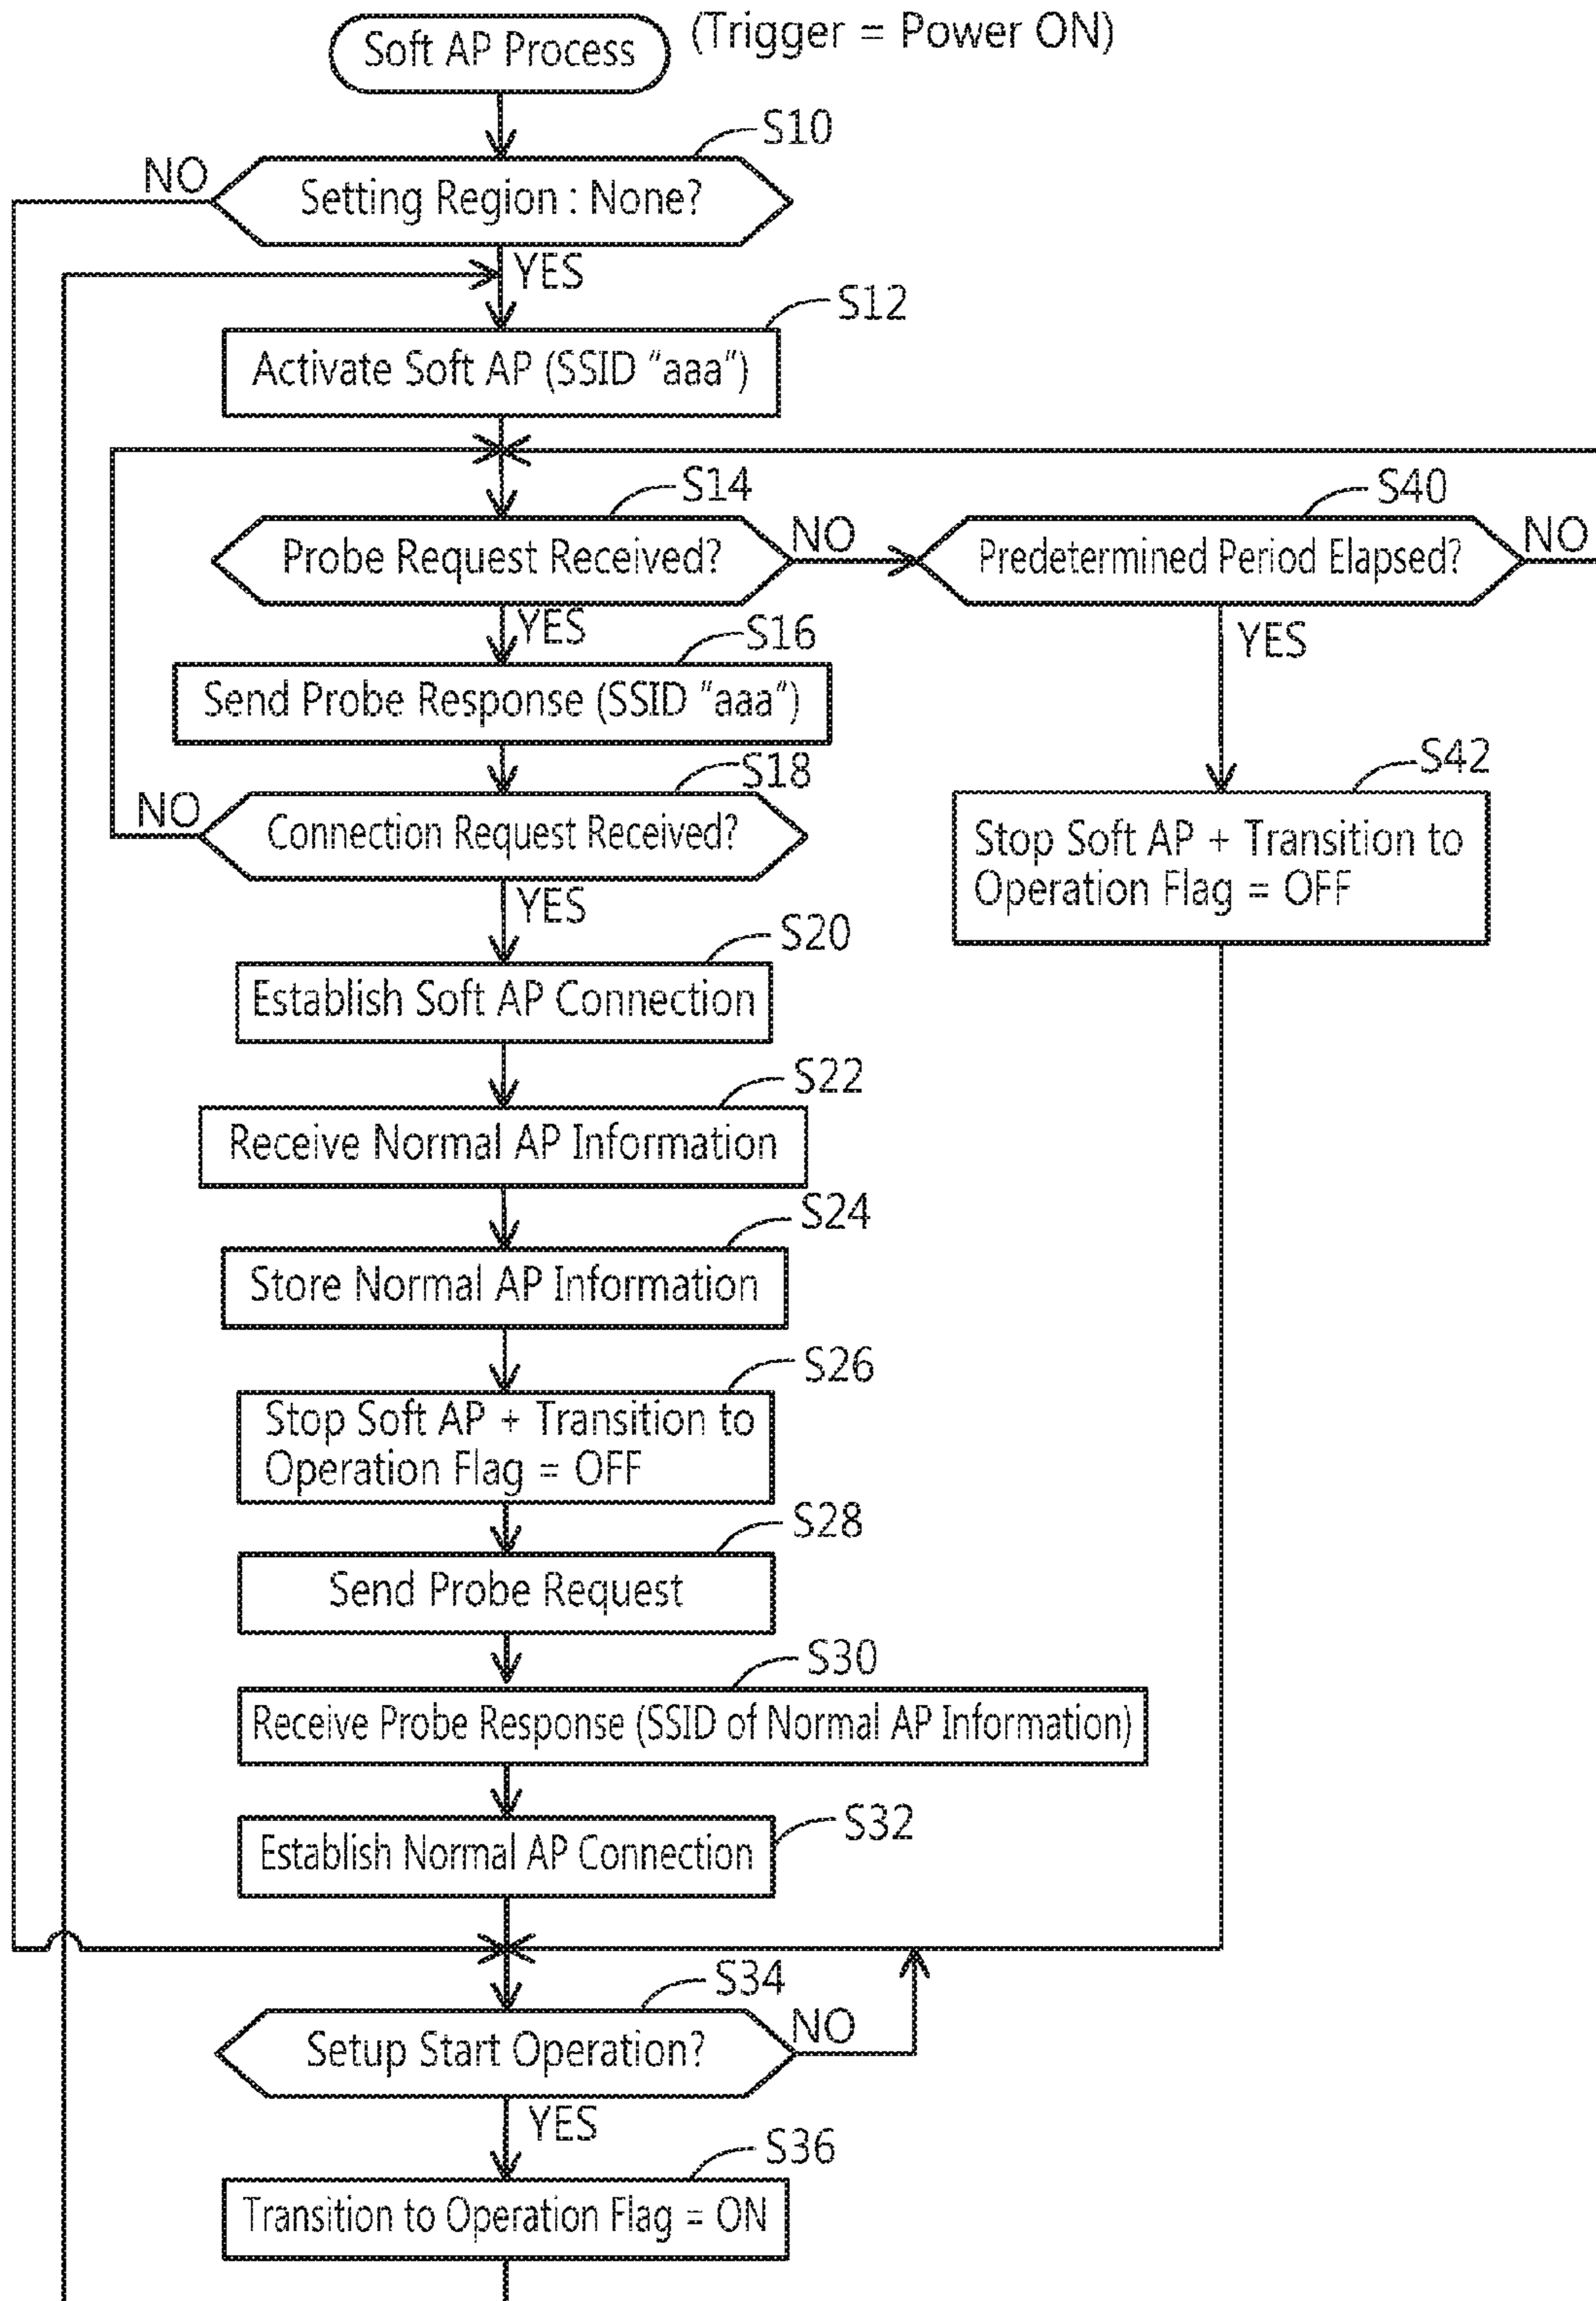 Soft AP Process
(Trigger = Power ON)
S10
NO
Setting Region : None?
YES
S12
Activate Soft AP (SSID "aaa")
S14
S40
Probe Request Received?
NO
Predetermined Period Elapsed?
NO
YES
YES
S16
Send Probe Response (SSID "aaa")
S18
S42
NO
Connection Request Received?
Stop Soft AP + Transition to
Operation Flag = OFF
YES
S20
Establish Soft AP Connection
S22
Receive Normal AP Information
S24
Store Normal AP Information
S26
Stop Soft AP + Transition to
Operation Flag = OFF
S28
Send Probe Request
S30
Receive Probe Response (SSID of Normal AP Information)
S32
Establish Normal AP Connection
S34
Setup Start Operation?
NO
YES
S36
Transition to Operation Flag = ON